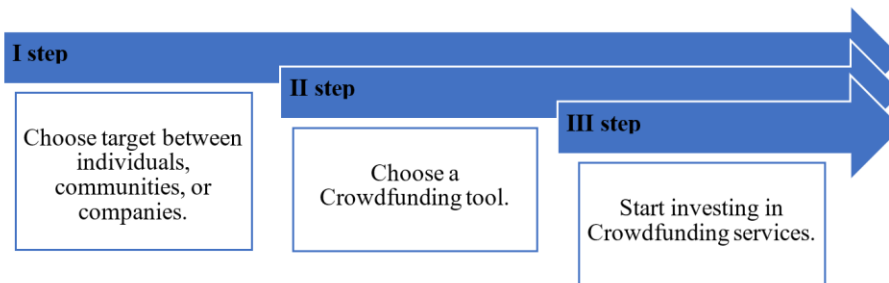 I step
Choose target between
individuals,
communities, or
companies.
II step
Choose a
Crowdfunding tool.
III step
Start investing in
Crowdfunding services.